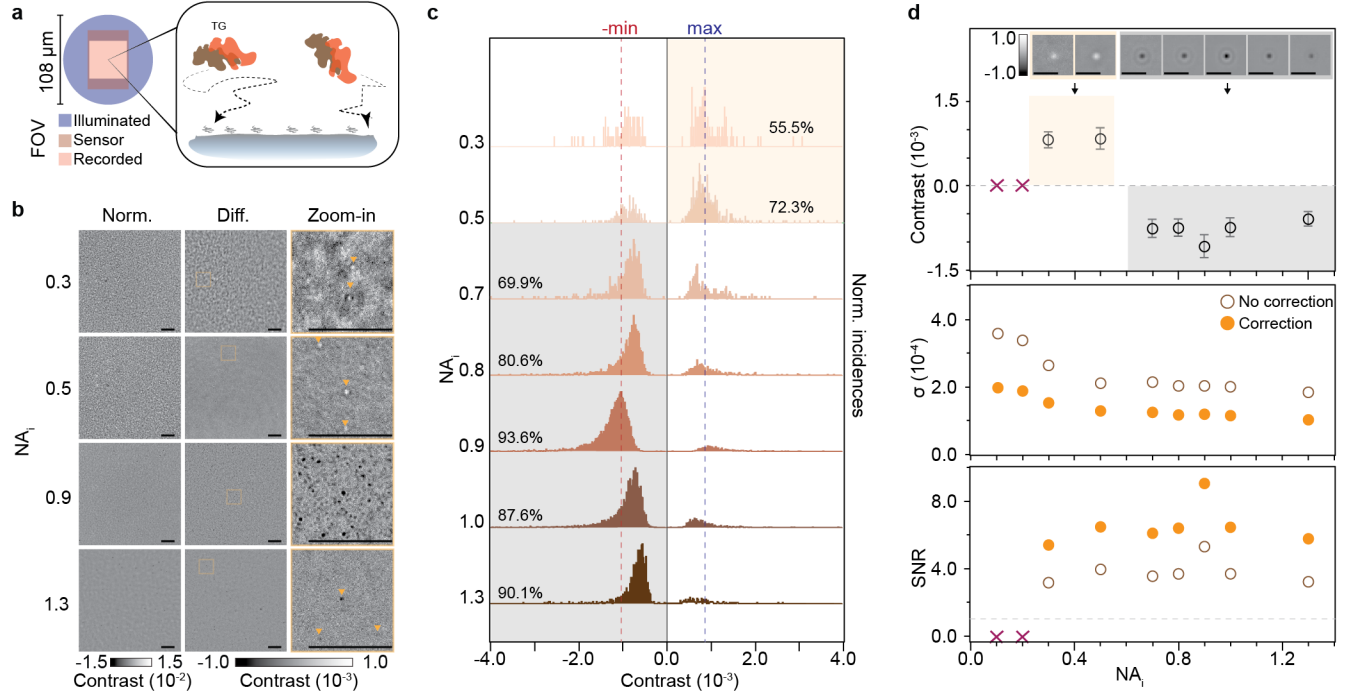 a
108 µm
FOV
Illuminated
Sensor
Recorded
TG
b
Norm.
Diff.
Zoom-in
0.3
0.5
0.9
1.3
NAi
-1.5
1.5
Contrast (10-2)
-1.0
1.0
Contrast (10-3)
c
-min
max
0.3
55.5%
0.5
72.3%
0.7
69.9%
0.8
80.6%
0.9
93.6%
1.0
87.6%
1.3
90.1%
NAi
Norm. incidences
-4.0
-2.0
0.0
2.0
4.0
Contrast (10-3)
d
1.0
-1.0
1.5
0.0
-1.5
Contrast (10-3)
No correction
Correction
4.0
2.0
0.0
σ (10-4)
8.0
4.0
0.0
SNR
0.0
0.4
0.8
1.2
NAi